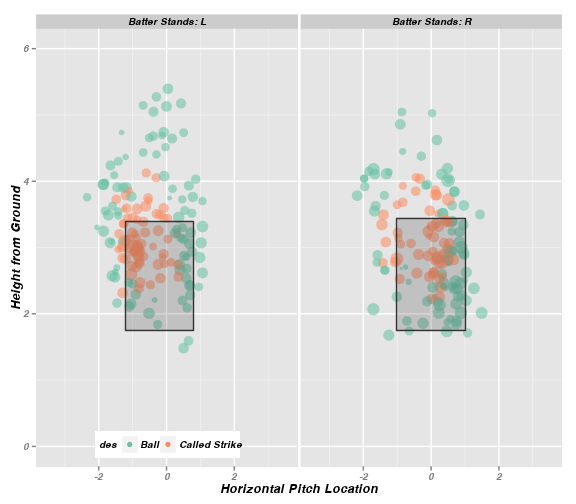 Batter Stands: L
Batter Stands: R
Height from Ground
6
4
2
0
des Ball Called Strike
-2 0 2
-2 0 2
Horizontal Pitch Location